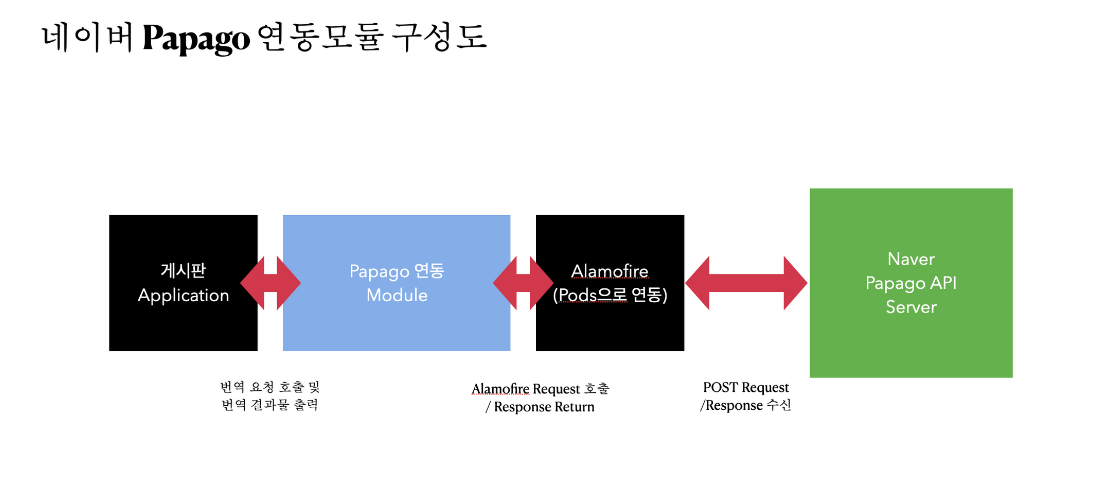 네이버 Papago 연동모듈 구성도
게시판
Application
Papago 연동
Module
Alamofire
(Pods으로 연동)
Naver
Papago API
Server
번역 요청 호출 및
번역 결과물 출력
Alamofire Request 호출
/ Response Return
POST Request
/Response 수신